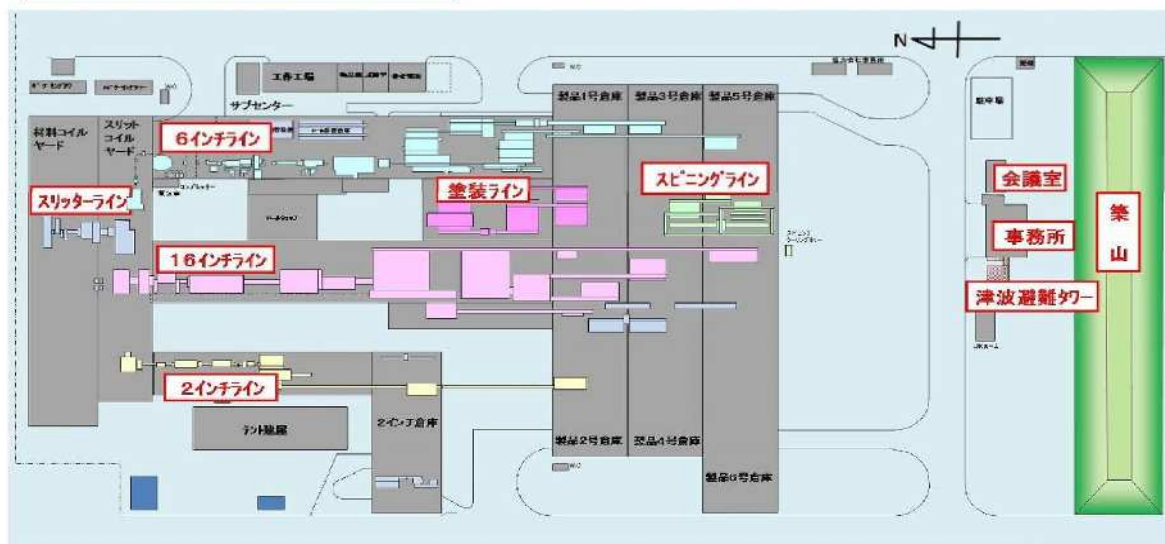 N
工作工場
サブセンター
製品1号倉庫
製品3号倉庫
製品5号倉庫
駐車場
材料コイル
ヤード
スリット
コイル
ヤード
6インチライン
スリッターライン
塗装ライン
スピニングライン
会議室
事務所
築山
16インチライン
津波避難タワー
2インチライン
テント建屋
2インチ倉庫
製品2号倉庫
製品4号倉庫
製品6号倉庫